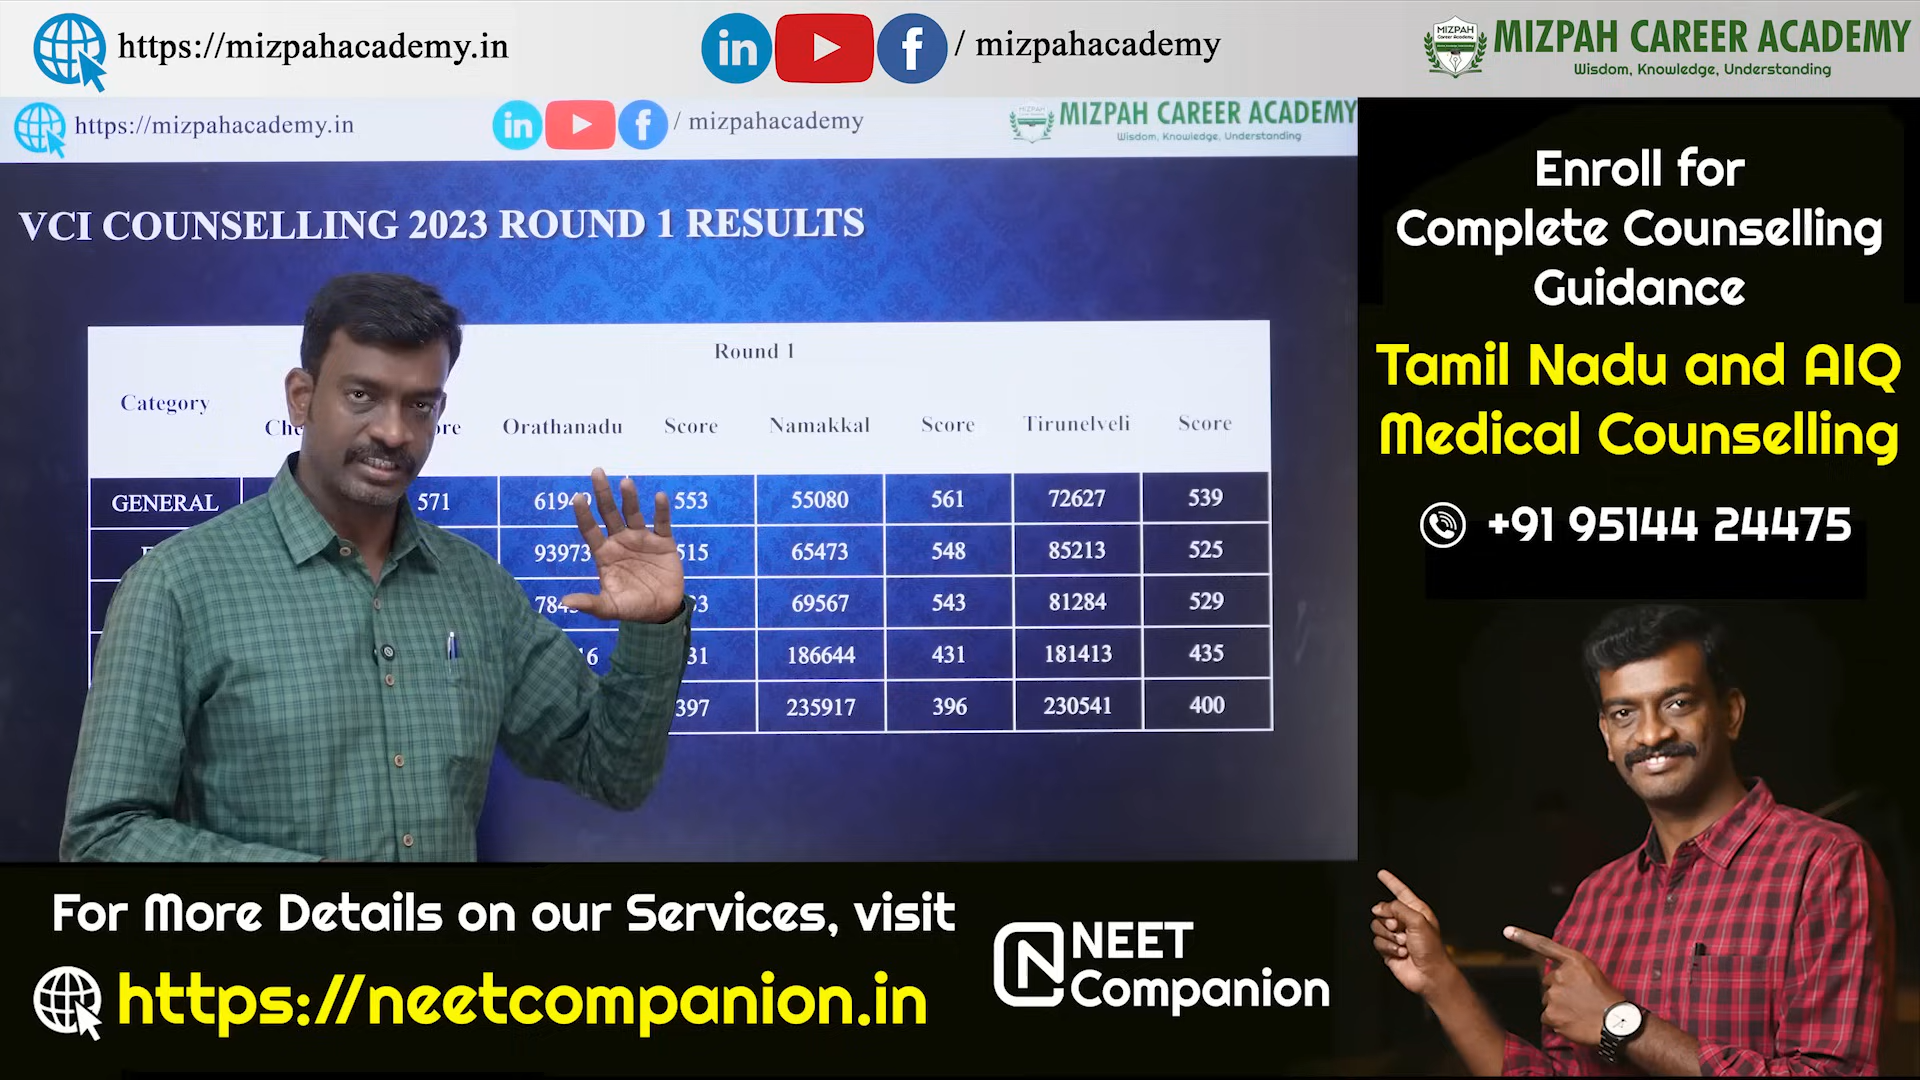 https://mizpahacademy.in
/ mizpahacademy
MIZPAH CAREER ACADEMY
Wisdom, Knowledge, Understanding
https://mizpahacademy.in
/ mizpahacademy
MIZPAH CAREER ACADEMY
Wisdom, Knowledge, Understanding
VCI COUNSELLING 2023 ROUND 1 RESULTS
Round 1
Category Orathanadu Score Namakkal Score Tirunelveli Score
GENERAL 571 553 55080 561 72627 539
93973 515 65473 548 85213 525
69567 543 81284 529
186644 431 181413 435
397 235917 396 230541 400
Enroll for
Complete Counselling
Guidance
Tamil Nadu and AIQ
Medical Counselling
+91 95144 24475
For More Details on our Services, visit
https://neetcompanion.in
NEET
Companion